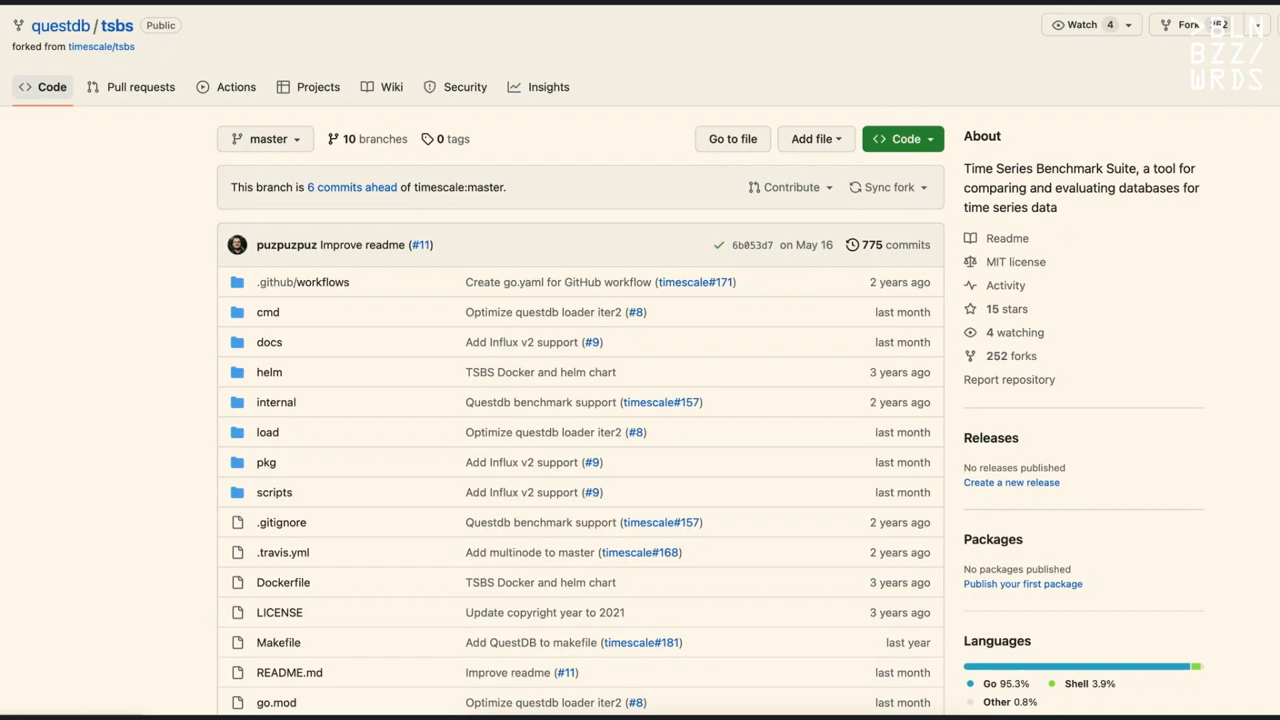 questdb / tsbs Public
Watch 4
Fork
forked from timescale/tsbs
>BLN
BZZ/
WRDS
Code Pull requests Actions Projects Wiki Security Insights
master 10 branches 0 tags Go to file Add file Code
This branch is 6 commits ahead of timescale:master. Contribute Sync fork
puzpuzpuz Improve readme (#11) 6b053d7 on May 16 775 commits
.github/workflows Create go.yaml for GitHub workflow (timescale#171) 2 years ago
cmd Optimize questdb loader iter2 (#8) last month
docs Add Influx v2 support (#9) last month
helm TSBS Docker and helm chart 3 years ago
internal Questdb benchmark support (timescale#157) 2 years ago
load Optimize questdb loader iter2 (#8) last month
pkg Add Influx v2 support (#9) last month
scripts Add Influx v2 support (#9) last month
.gitignore Questdb benchmark support (timescale#157) 2 years ago
.travis.yml Add multinode to master (timescale#168) 2 years ago
Dockerfile TSBS Docker and helm chart 3 years ago
LICENSE Update copyright year to 2021 3 years ago
Makefile Add QuestDB to makefile (timescale#181) last year
README.md Improve readme (#11) last month
go.mod Optimize questdb loader iter2 (#8) last month
About
Time Series Benchmark Suite, a tool for
comparing and evaluating databases for
time series data
Readme
MIT license
Activity
15 stars
4 watching
252 forks
Report repository
Releases
No releases published
Create a new release
Packages
No packages published
Publish your first package
Languages
Go 95.3% Shell 3.9%
Other 0.8%